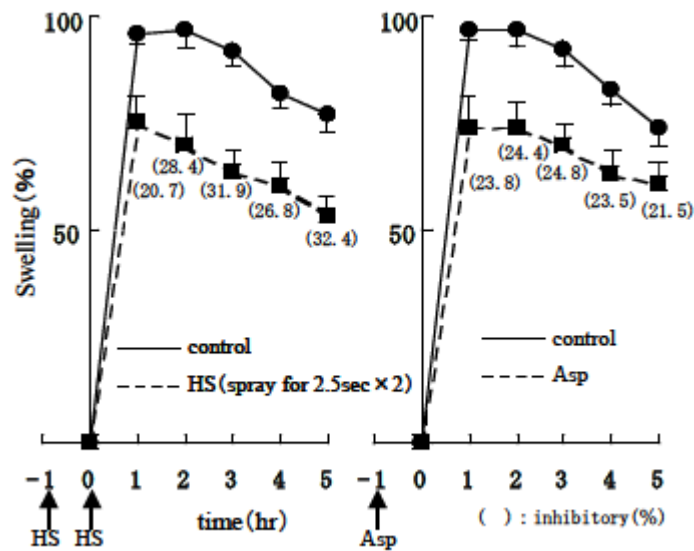 100
100
Swelling(%)
(28.4)
(20.7)
(31.9)
(26.8)
(32.4)
(24.4)
(23.8)
(24.8)
(23.5)
(21.5)
50
50
control
HS(spray for 2.5sec×2)
control
Asp
-1 0 1 2 3 4 5
-1 0 1 2 3 4 5
HS HS
time(hr)
Asp
( ):inhibitory(%)